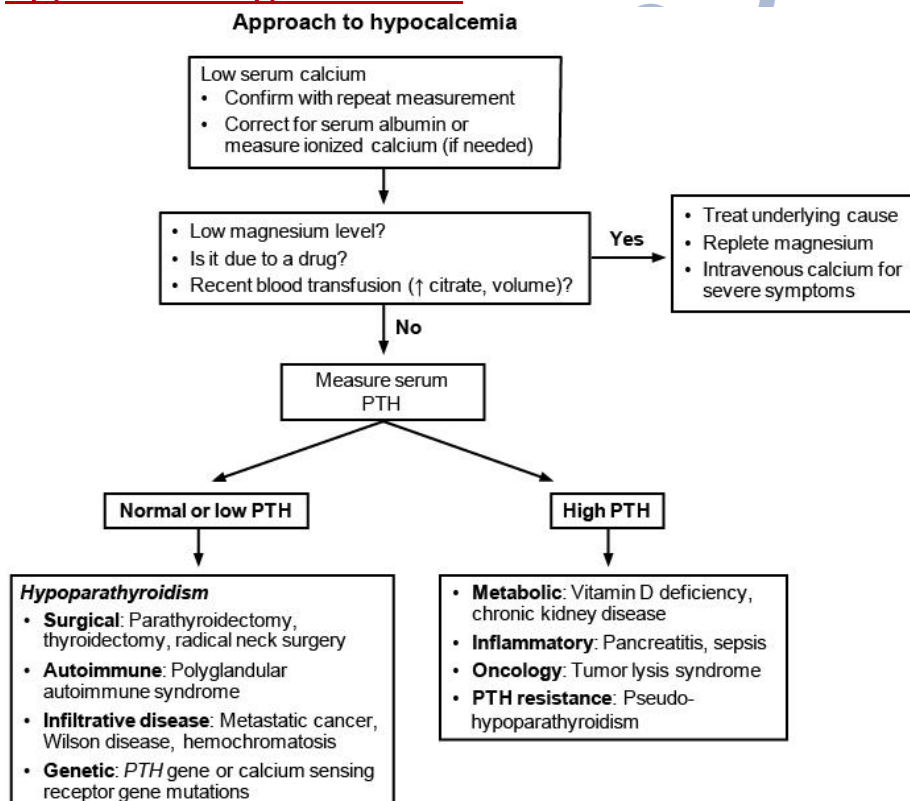 Approach to hypocalcemia
Low serum calcium
• Confirm with repeat measurement
• Correct for serum albumin or
measure ionized calcium (if needed)
• Low magnesium level?
• Is it due to a drug?
• Recent blood transfusion (↑ citrate, volume)?
Yes
• Treat underlying cause
• Replete magnesium
• Intravenous calcium for
severe symptoms
No
Measure serum
PTH
Normal or low PTH
High PTH
Hypoparathyroidism
• Surgical: Parathyroidectomy,
thyroidectomy, radical neck surgery
• Autoimmune: Polyglandular
autoimmune syndrome
• Infiltrative disease: Metastatic cancer,
Wilson disease, hemochromatosis
• Genetic: PTH gene or calcium sensing
receptor gene mutations
• Metabolic: Vitamin D deficiency,
chronic kidney disease
• Inflammatory: Pancreatitis, sepsis
• Oncology: Tumor lysis syndrome
• PTH resistance: Pseudo-
hypoparathyroidism